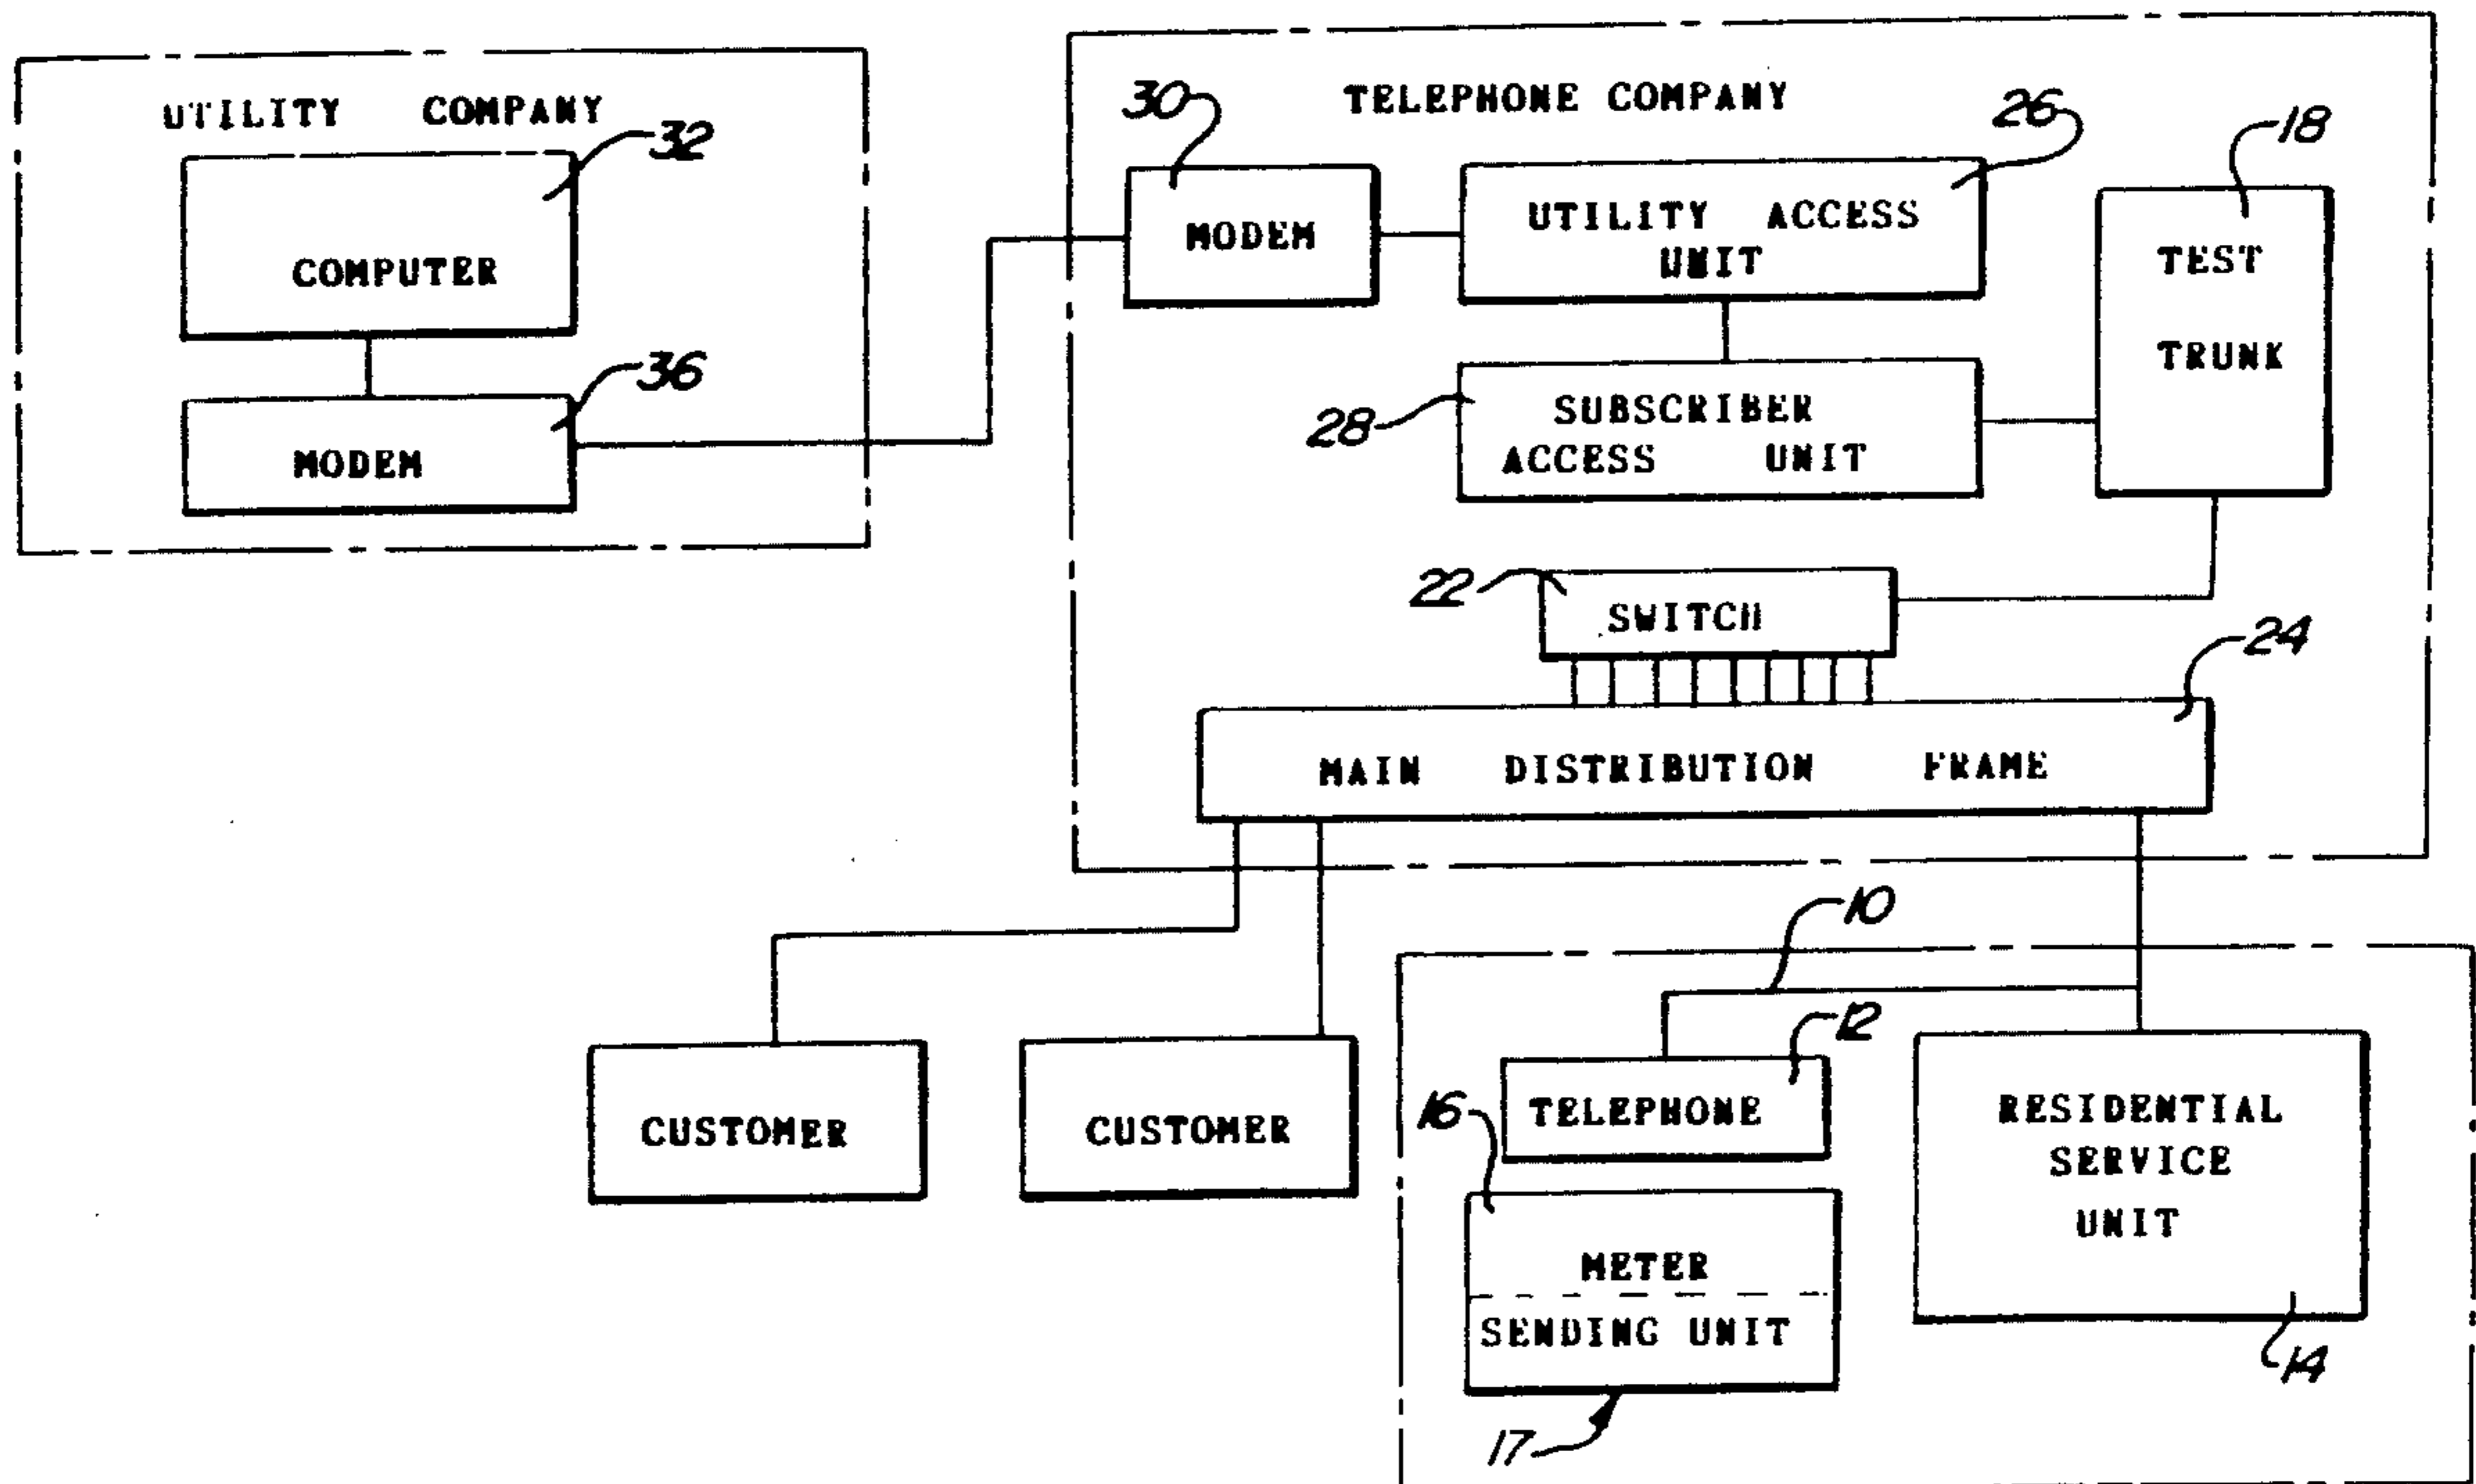 UTILITY COMPANY
32
COMPUTER
36
MODEM
TELEPHONE COMPANY
30
MODEM
26
UTILITY ACCESS
UNIT
18
TEST
TRUNK
28
SUBSCRIBER
ACCESS UNIT
22
SWITCH
24
MAIN DISTRIBUTION FRAME
10
CUSTOMER
CUSTOMER
12
TELEPHONE
16
METER
SENDING UNIT
17
RESIDENTIAL
SERVICE
UNIT
14